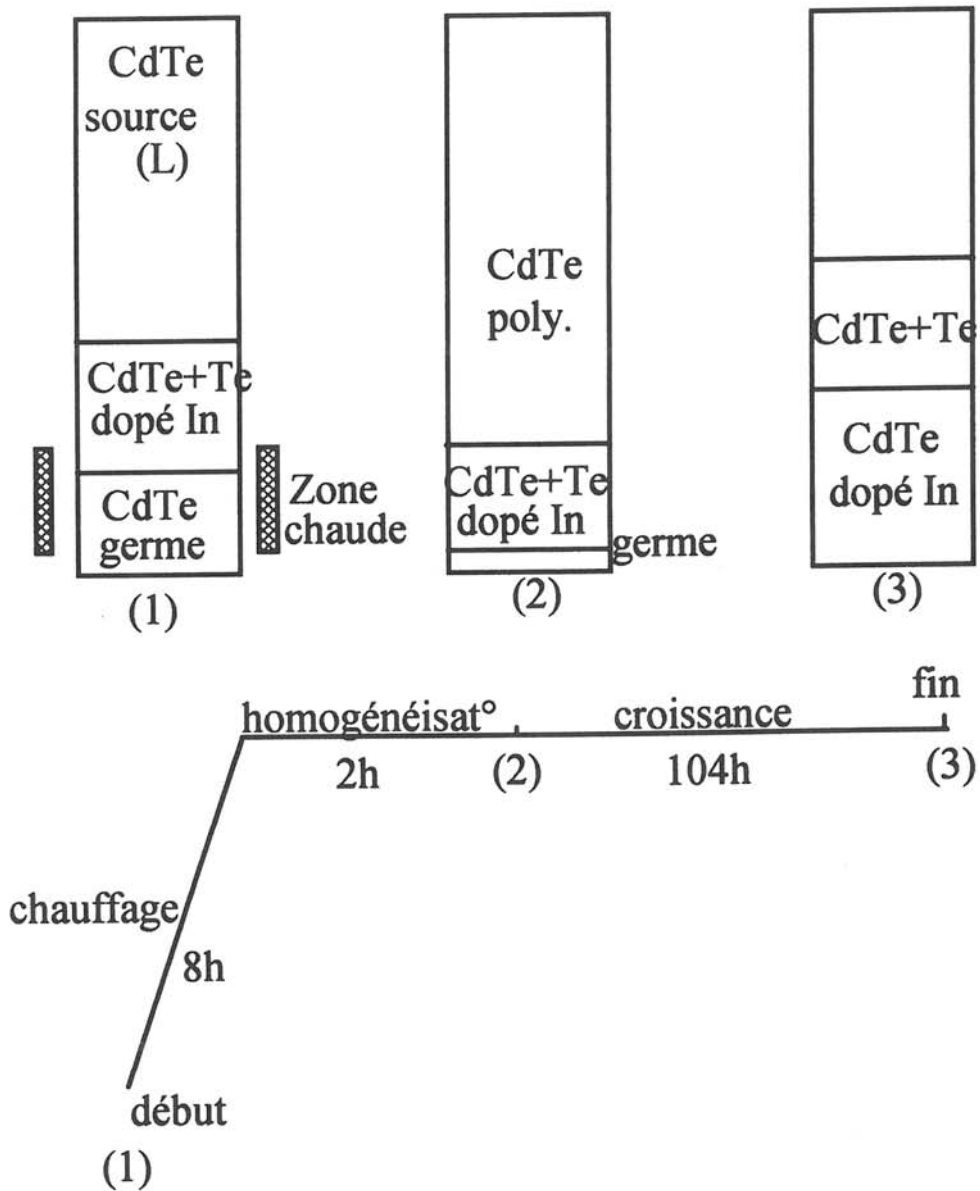 CdTe
source
(L)
CdTe+Te
dopé In
CdTe
germe
Zone
chaude
(1)
CdTe
poly.
CdTe+Te
dopé In
germe
(2)
CdTe+Te
CdTe
dopé In
(3)
fin
homogénéisat°
croissance
2h
(2)
104h
(3)
chauffage
8h
début
(1)